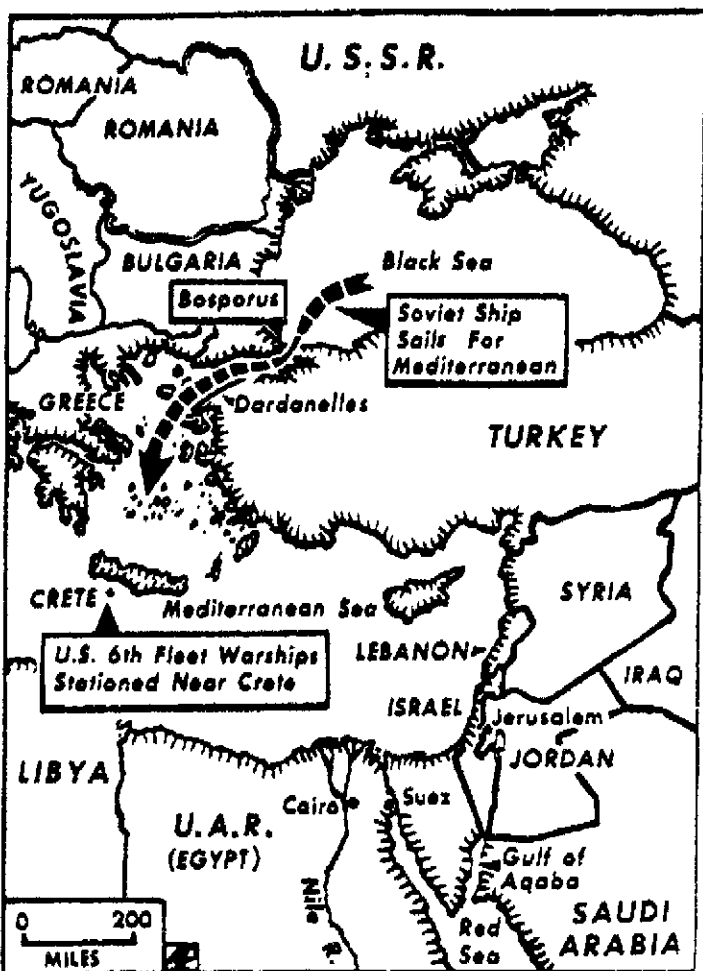 U.S.S.R.
ROMANIA
ROMANIA
YUGOSLAVIA
BULGARIA
Black Sea
Bosporus
Soviet Ship
Sails For
Mediterranean
GREECE
Dardanelles
TURKEY
CRETE
Mediterranean Sea
SYRIA
U.S. 6th Fleet Warships
Stationed Near Crete
LEBANON
IRAQ
ISRAEL
Jerusalem
JORDAN
LIBYA
Cairo
Suez
U.A.R.
(EGYPT)
Gulf of
Aqaba
Nile R.
Red
Sea
SAUDI
ARABIA
0 200
MILES